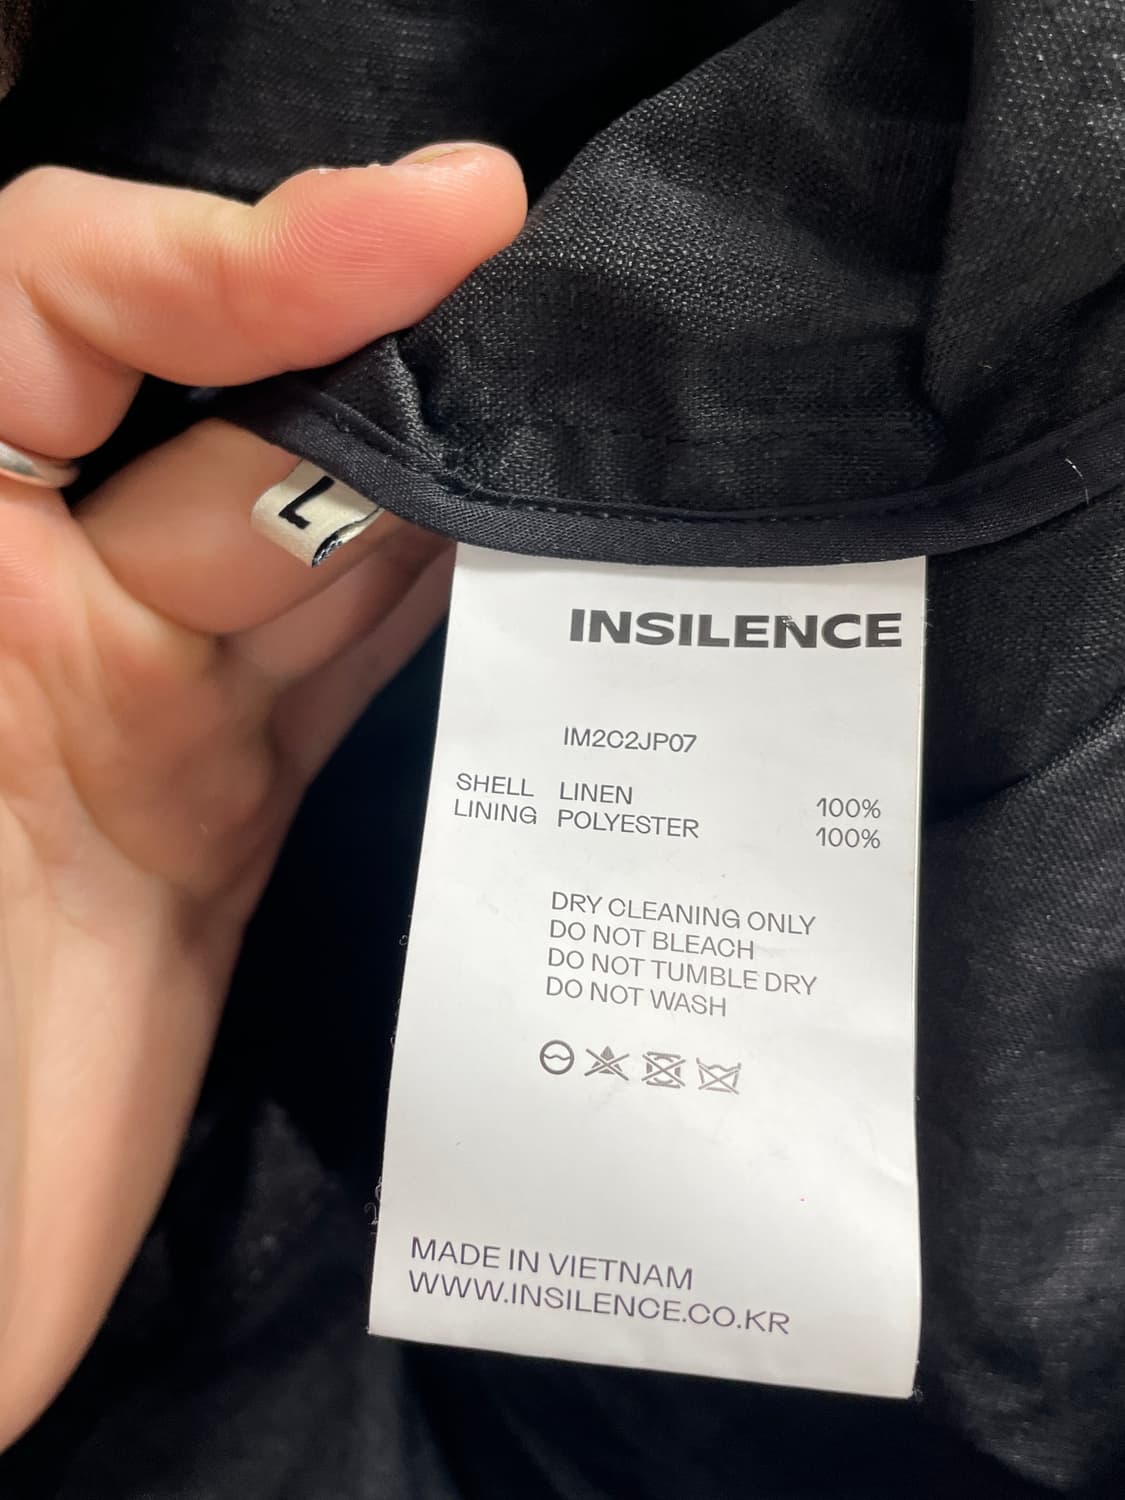 L
INSILENCE
IM2C2JP07
SHELL LINEN 100%
LINING POLYESTER 100%
DRY CLEANING ONLY
DO NOT BLEACH
DO NOT TUMBLE DRY
DO NOT WASH
MADE IN VIETNAM
WWW.INSILENCE.CO.KR